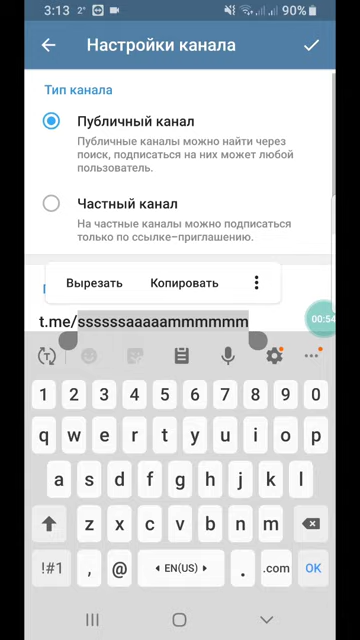 3:13 2° 90%
Настройки канала
Тип канала
Публичный канал
Публичные каналы можно найти через
поиск, подписаться на них может любой
пользователь.
Частный канал
На частные каналы можно подписаться
только по ссылке–приглашению.
Вырезать Копировать
t.me/ssssssaaaaammmmmm
00:54
1 2 3 4 5 6 7 8 9 0
q w e r t y u i o p
a s d f g h j k l
z x c v b n m
!#1 , @ EN(US) . .com OK